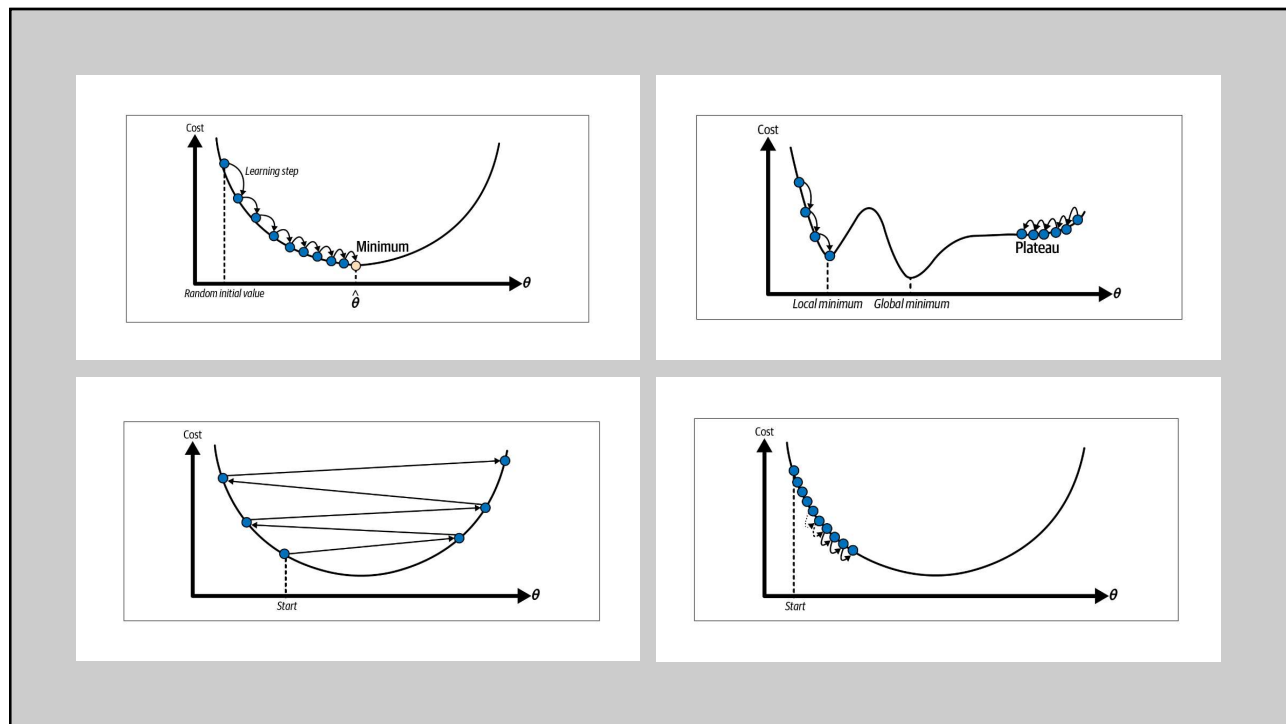 Cost
Learning step
Minimum
Random initial value
θ̂
θ
Cost
Plateau
Local minimum
Global minimum
θ
Cost
Start
θ
Cost
Start
θ